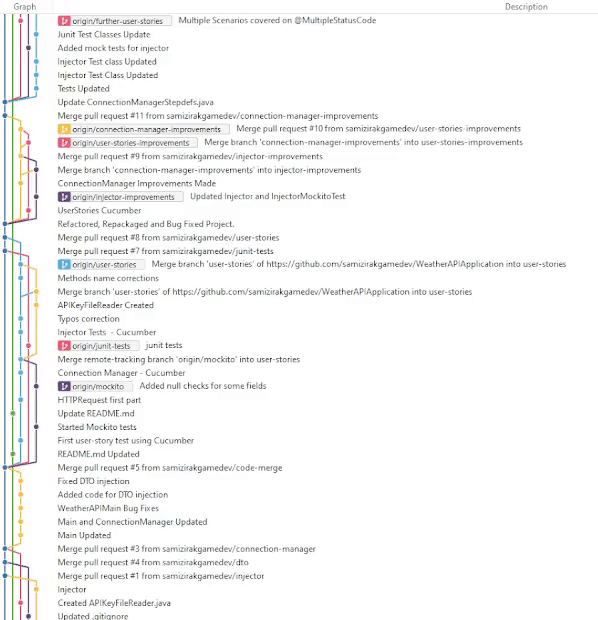 Graph Description
origin/further-user-stories Multiple Scenarios covered on @MultipleStatusCode
Junit Test Classes Update
Added mock tests for injector
Injector Test class Updated
Injector Test Class Updated
Tests Updated
Update ConnectionManagerStepdefs.java
Merge pull request #11 from samizirakgamedev/connection-manager-improvements
origin/connection-manager-improvements Merge pull request #10 from samizirakgamedev/user-stories-improvements
origin/user-stories-improvements Merge branch 'connection-manager-improvements' into user-stories-improvements
Merge pull request #9 from samizirakgamedev/injector-improvements
Merge branch 'connection-manager-improvements' into injector-improvements
ConnectionManager Improvements Made
origin/injector-improvements Updated Injector and InjectorMockitoTest
UserStories Cucumber
Refactored, Repackaged and Bug Fixed Project.
Merge pull request #8 from samizirakgamedev/user-stories
Merge pull request #7 from samizirakgamedev/junit-tests
origin/user-stories Merge branch 'user-stories' of https://github.com/samizirakgamedev/WeatherAPIApplication into user-stories
Methods name corrections
Merge branch 'user-stories' of https://github.com/samizirakgamedev/WeatherAPIApplication into user-stories
APIKeyFileReader Created
Typos correction
Injector Tests - Cucumber
origin/junit-tests junit tests
Merge remote-tracking branch 'origin/mockito' into user-stories
Connection Manager - Cucumber
origin/mockito Added null checks for some fields
HTTPRequest first part
Update README.md
Started Mockito tests
First user-story test using Cucumber
README.md Updated
Merge pull request #5 from samizirakgamedev/code-merge
Fixed DTO injection
Added code for DTO injection
WeatherAPIMain Bug Fixes
Main and ConnectionManager Updated
Main Updated
Merge pull request #3 from samizirakgamedev/connection-manager
Merge pull request #4 from samizirakgamedev/dto
Merge pull request #1 from samizirakgamedev/injector
Injector
Created APIKeyFileReader.java
Updated .gitignore